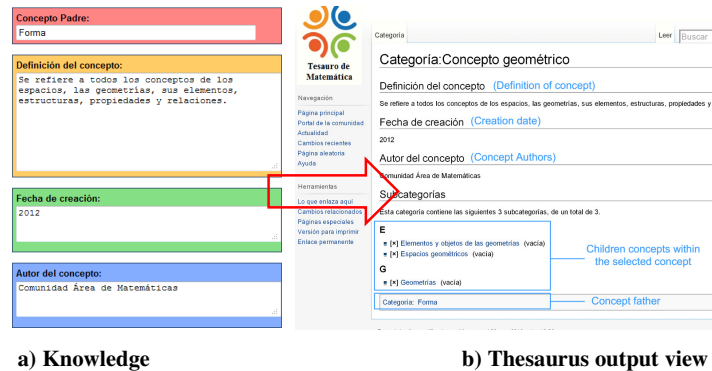 Concepto Padre:
Forma
Definición del concepto:
Se refiere a todos los conceptos de los
espacios, las geometrías, sus elementos,
estructuras, propiedades y relaciones.
Fecha de creación:
2012
Autor del concepto:
Comunidad Área de Matemáticas
a) Knowledge
Tesauro de
Matemática
Navegación
Página principal
Portal de la comunidad
Actualidad
Cambios recientes
Página aleatoria
Ayuda
Herramientas
Lo que enlaza aquí
Cambios relacionados
Páginas especiales
Versión para imprimir
Enlace permanente
Categoría Leer Buscar
Categoría:Concepto geométrico
Definición del concepto (Definition of concept)
Se refiere a todos los conceptos de los espacios, las geometrías, sus elementos, estructuras, propiedades y
Fecha de creación (Creation date)
2012
Autor del concepto (Concept Authors)
Comunidad Área de Matemáticas
Subcategorías
Esta categoría contiene las siguientes 3 subcategorías, de un total de 3.
E
[×] Elementos y objetos de las geometrías (vacía)
[×] Espacios geométricos (vacía)
G
[×] Geometrías (vacía)
Children concepts within
the selected concept
Categoría: Forma
Concept father
b) Thesaurus output view